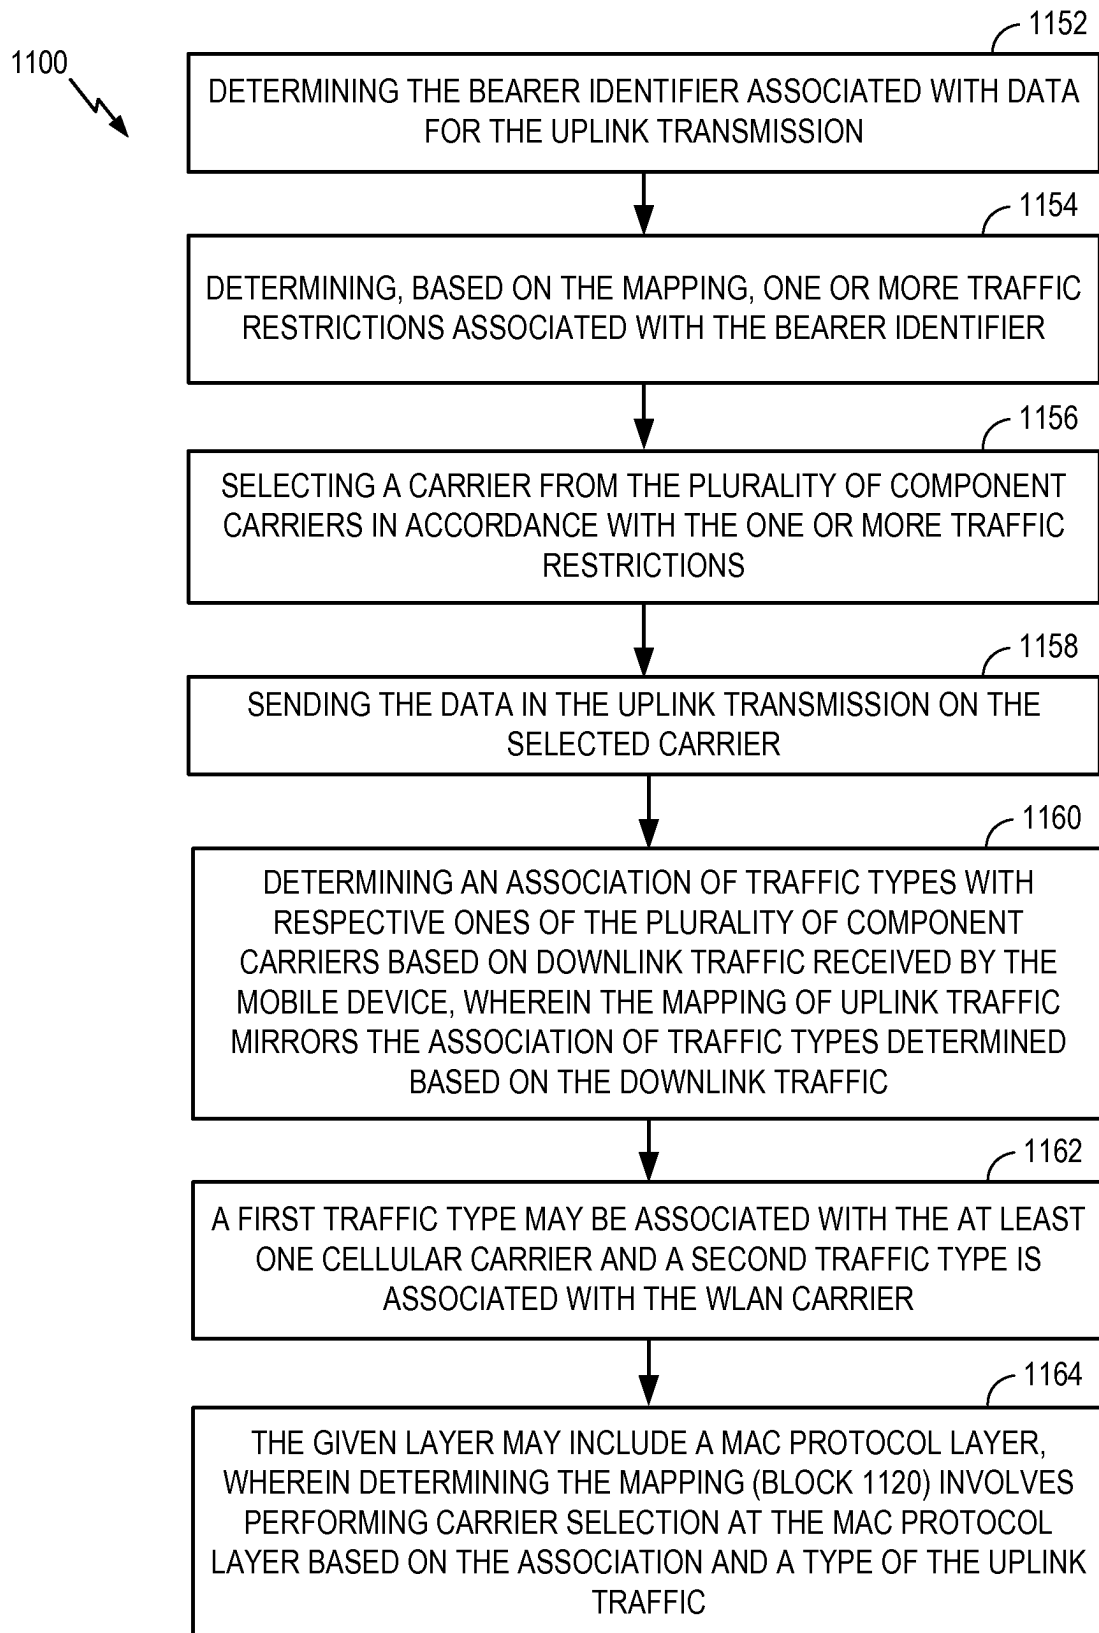 1100
1152
DETERMINING THE BEARER IDENTIFIER ASSOCIATED WITH DATA
FOR THE UPLINK TRANSMISSION
1154
DETERMINING, BASED ON THE MAPPING, ONE OR MORE TRAFFIC
RESTRICTIONS ASSOCIATED WITH THE BEARER IDENTIFIER
1156
SELECTING A CARRIER FROM THE PLURALITY OF COMPONENT
CARRIERS IN ACCORDANCE WITH THE ONE OR MORE TRAFFIC
RESTRICTIONS
1158
SENDING THE DATA IN THE UPLINK TRANSMISSION ON THE
SELECTED CARRIER
1160
DETERMINING AN ASSOCIATION OF TRAFFIC TYPES WITH
RESPECTIVE ONES OF THE PLURALITY OF COMPONENT
CARRIERS BASED ON DOWNLINK TRAFFIC RECEIVED BY THE
MOBILE DEVICE, WHEREIN THE MAPPING OF UPLINK TRAFFIC
MIRRORS THE ASSOCIATION OF TRAFFIC TYPES DETERMINED
BASED ON THE DOWNLINK TRAFFIC
1162
A FIRST TRAFFIC TYPE MAY BE ASSOCIATED WITH THE AT LEAST
ONE CELLULAR CARRIER AND A SECOND TRAFFIC TYPE IS
ASSOCIATED WITH THE WLAN CARRIER
1164
THE GIVEN LAYER MAY INCLUDE A MAC PROTOCOL LAYER,
WHEREIN DETERMINING THE MAPPING (BLOCK 1120) INVOLVES
PERFORMING CARRIER SELECTION AT THE MAC PROTOCOL
LAYER BASED ON THE ASSOCIATION AND A TYPE OF THE UPLINK
TRAFFIC